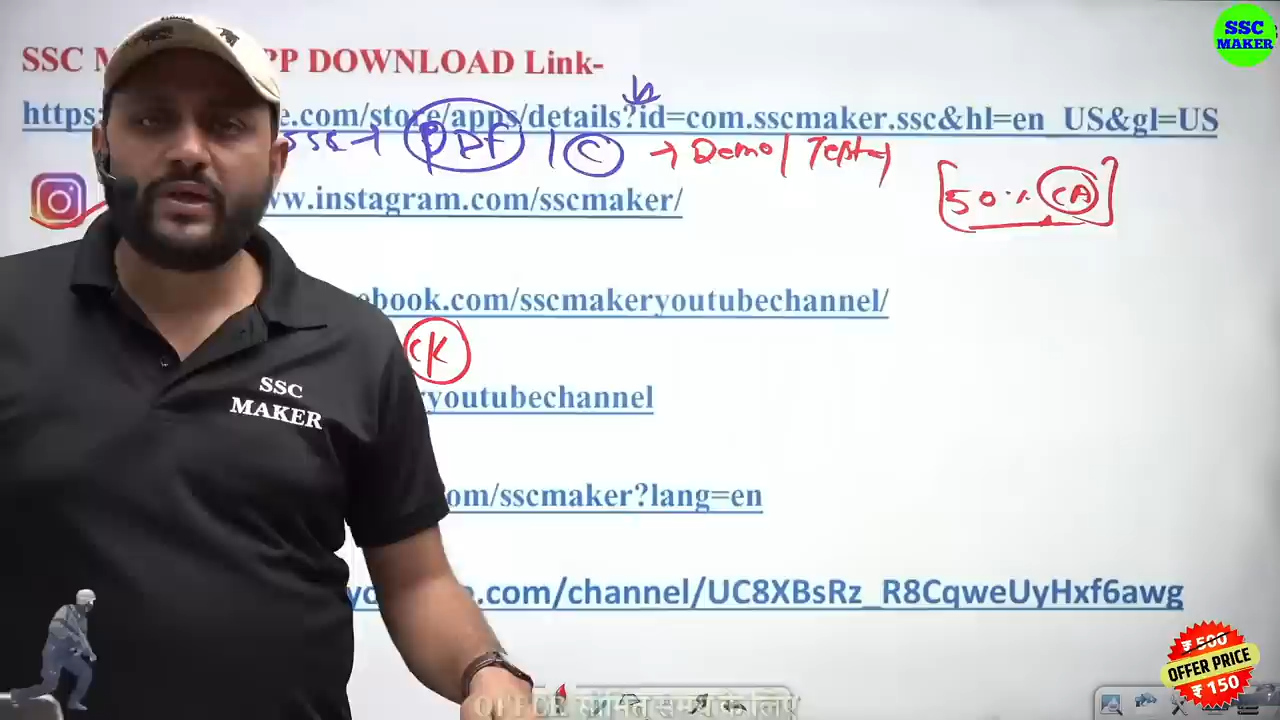 SSC MAKER
SSC M PP DOWNLOAD Link-
https: e.com/store/apps/details?id=com.sscmaker.ssc&hl=en_US&gl=US
PDF | C → Demo |
50% CA
ww.instagram.com/sscmaker/
ebook.com/sscmakeryoutubechannel/
CK
ryoutubechannel
SSC
MAKER
om/sscmaker?lang=en
.com/channel/UC8XBsRz_R8CqweUyHxf6awg
₹ 500
OFFER PRICE
₹ 150
सीमित समय के लिए